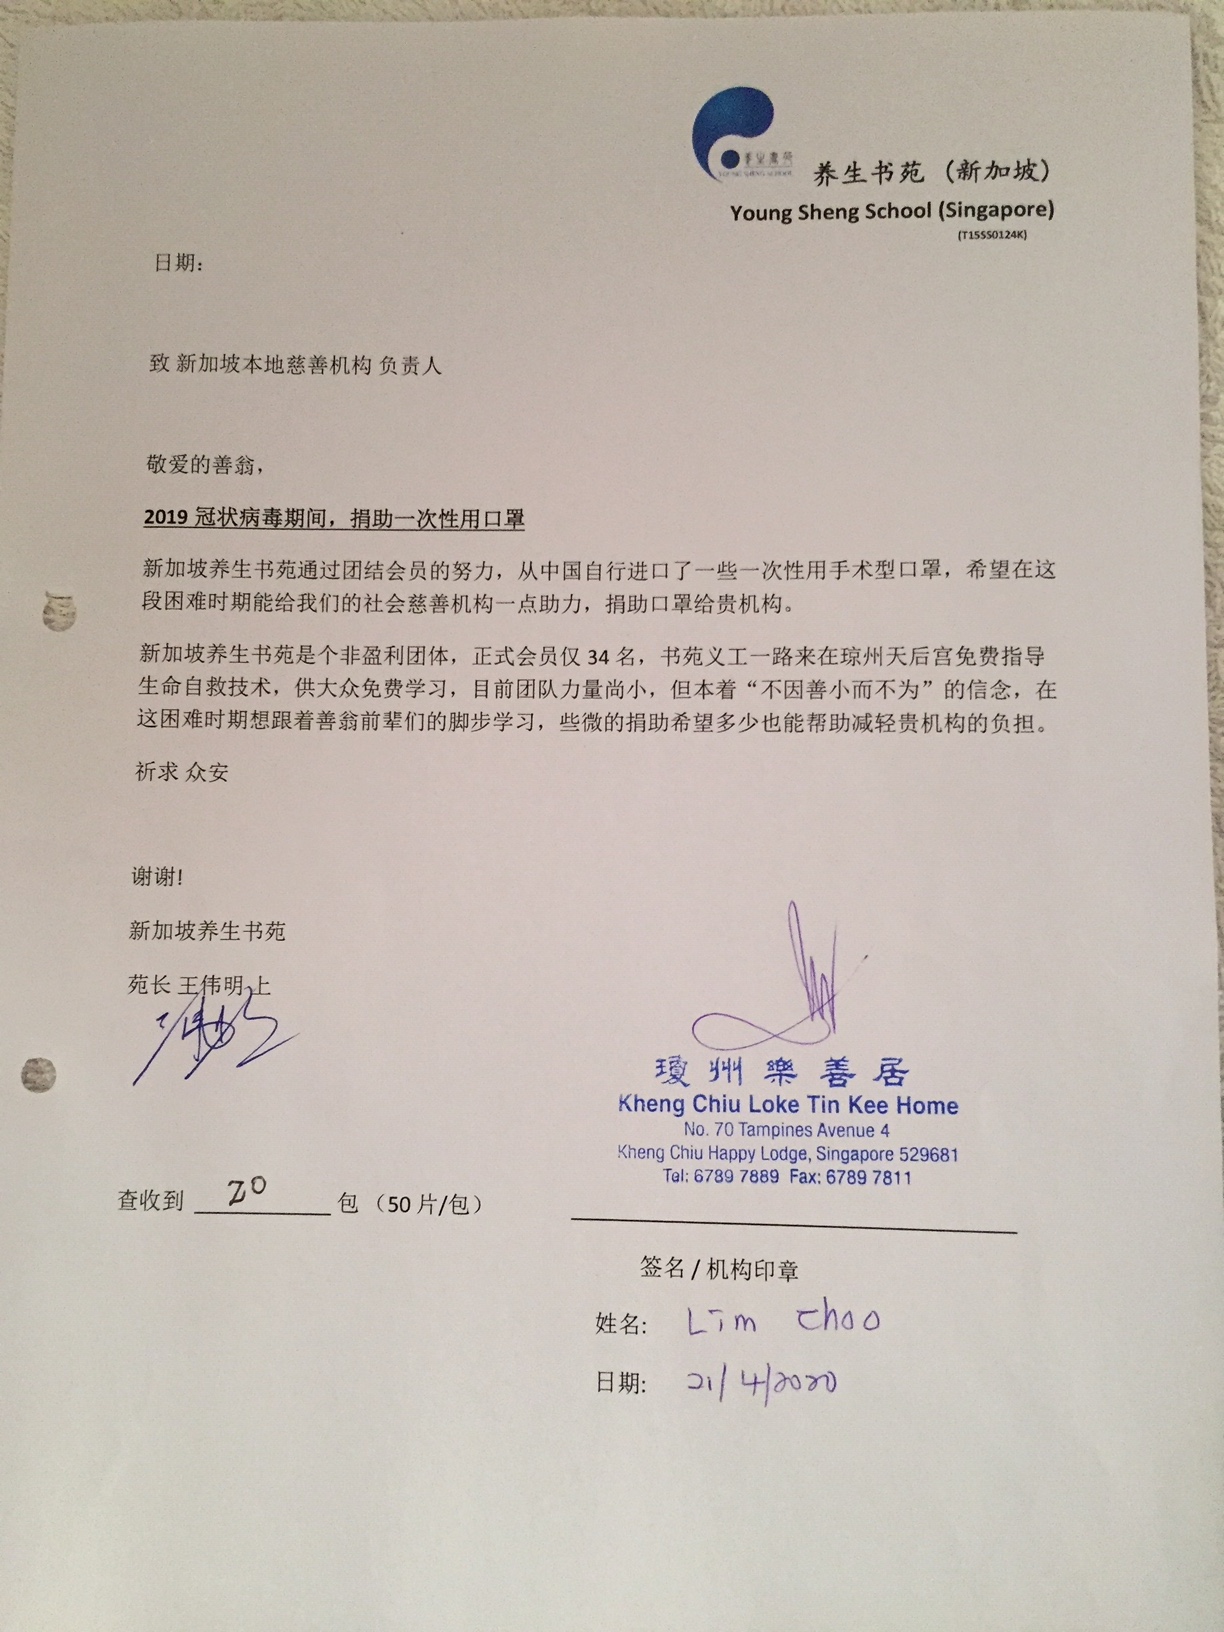 养生书苑（新加坡）
Young Sheng School (Singapore)
(T15SS0124K)
日期：
致 新加坡本地慈善机构 负责人
敬爱的善翁，
2019 冠状病毒期间，捐助一次性用口罩
新加坡养生书苑通过团结会员的努力，从中国自行进口了一些一次性用手术型口罩，希望在这
段困难时期能给我们的社会慈善机构一点助力，捐助口罩给贵机构。
新加坡养生书苑是个非盈利团体，正式会员仅 34 名，书苑义工一路来在琼州天后宫免费指导
生命自救技术，供大众免费学习，目前团队力量尚小，但本着“不因善小而不为”的信念，在
这困难时期想跟着善翁前辈们的脚步学习，些微的捐助希望多少也能帮助减轻贵机构的负担。
祈求 众安
谢谢!
新加坡养生书苑
苑长 王伟明 上
瓊州樂善居
Kheng Chiu Loke Tin Kee Home
No. 70 Tampines Avenue 4
Kheng Chiu Happy Lodge, Singapore 529681
Tel: 6789 7889 Fax: 6789 7811
查收到 20 包 （50 片/包）
签名 / 机构印章
姓名: Lim Choo
日期: 21/4/2020